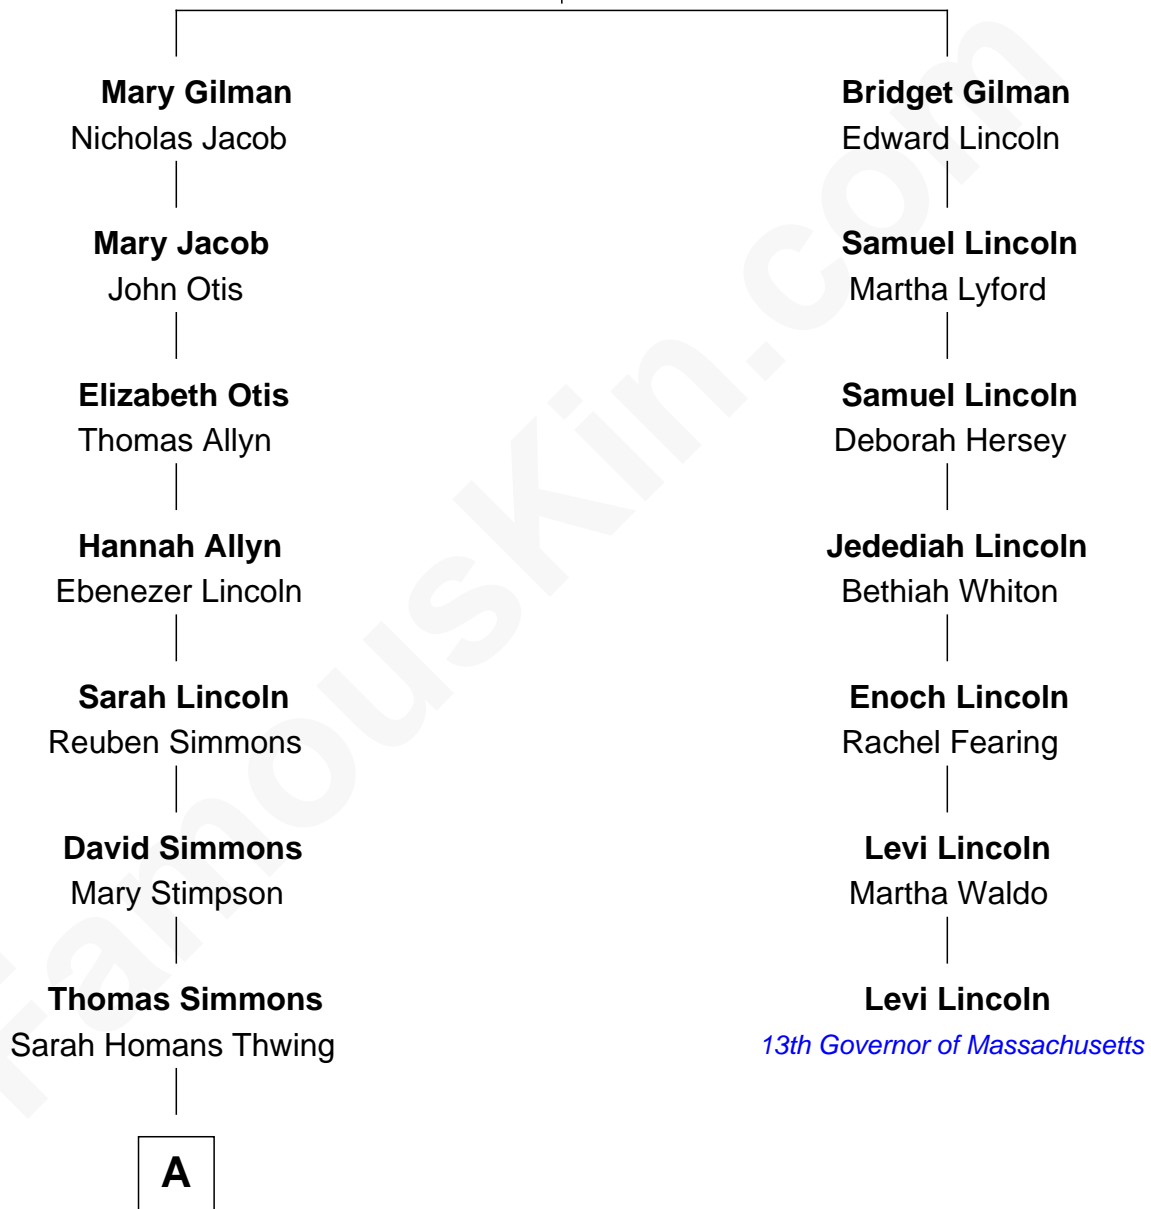 Mary Gilman
Nicholas Jacob
Mary Jacob
John Otis
Elizabeth Otis
Thomas Allyn
Hannah Allyn
Ebenezer Lincoln
Sarah Lincoln
Reuben Simmons
David Simmons
Mary Stimpson
Thomas Simmons
Sarah Homans Thwing
A
Bridget Gilman
Edward Lincoln
Samuel Lincoln
Martha Lyford
Samuel Lincoln
Deborah Hersey
Jedediah Lincoln
Bethiah Whiton
Enoch Lincoln
Rachel Fearing
Levi Lincoln
Martha Waldo
Levi Lincoln
13th Governor of Massachusetts
FamousKin.com